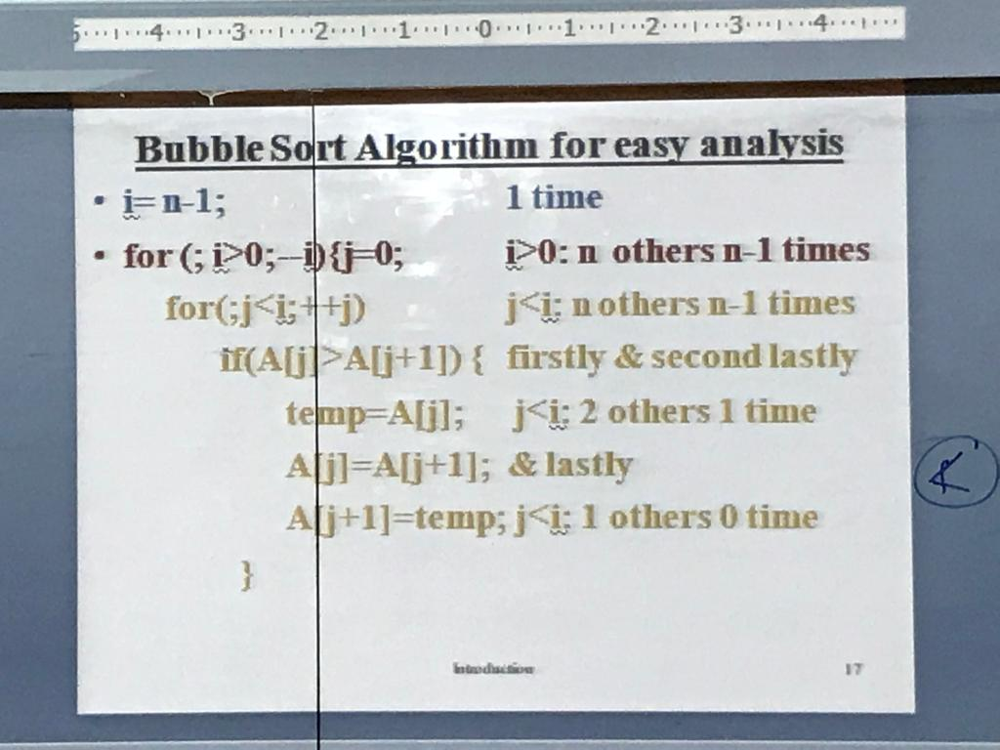 5 4 3 2 1 0 1 2 3 4
Bubble Sort Algorithm for easy analysis
• i= n-1; 1 time
• for (; i>0;--i){j=0; i>0: n others n-1 times
for(;j<i;++j) j<i: n others n-1 times
if(A[j]>A[j+1]) { firstly & second lastly
temp=A[j]; j<i: 2 others 1 time
A[j]=A[j+1]; & lastly
A[j+1]=temp; j<i: 1 others 0 time
}
Introduction 17